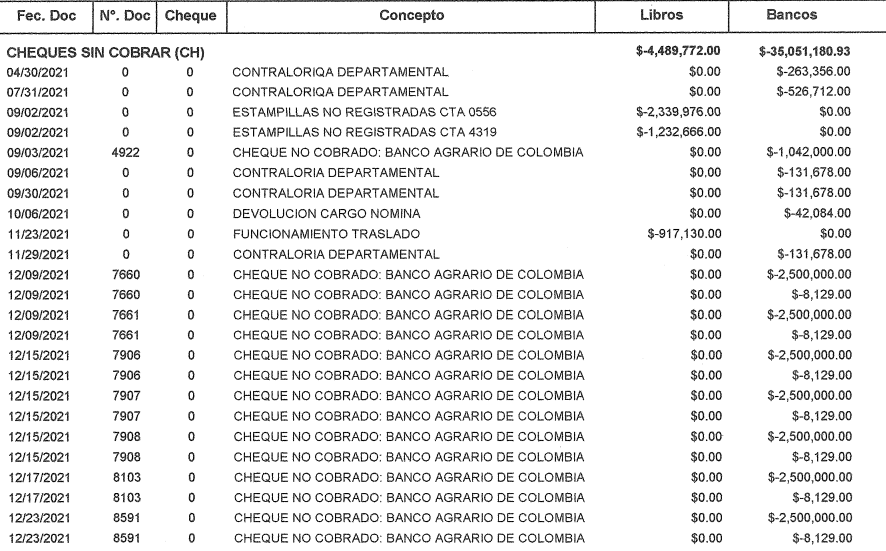 Fec. Doc N°. Doc Cheque Concepto Libros Bancos
CHEQUES SIN COBRAR (CH) $-4,489,772.00 $-35,051,180.93
04/30/2021 0 0 CONTRALORIQA DEPARTAMENTAL $0.00 $-263,356.00
07/31/2021 0 0 CONTRALORIQA DEPARTAMENTAL $0.00 $-526,712.00
09/02/2021 0 0 ESTAMPILLAS NO REGISTRADAS CTA 0556 $-2,339,976.00 $0.00
09/02/2021 0 0 ESTAMPILLAS NO REGISTRADAS CTA 4319 $-1,232,666.00 $0.00
09/03/2021 4922 0 CHEQUE NO COBRADO: BANCO AGRARIO DE COLOMBIA $0.00 $-1,042,000.00
09/06/2021 0 0 CONTRALORIA DEPARTAMENTAL $0.00 $-131,678.00
09/30/2021 0 0 CONTRALORIA DEPARTAMENTAL $0.00 $-131,678.00
10/06/2021 0 0 DEVOLUCION CARGO NOMINA $0.00 $-42,084.00
11/23/2021 0 0 FUNCIONAMIENTO TRASLADO $-917,130.00 $0.00
11/29/2021 0 0 CONTRALORIA DEPARTAMENTAL $0.00 $-131,678.00
12/09/2021 7660 0 CHEQUE NO COBRADO: BANCO AGRARIO DE COLOMBIA $0.00 $-2,500,000.00
12/09/2021 7660 0 CHEQUE NO COBRADO: BANCO AGRARIO DE COLOMBIA $0.00 $-8,129.00
12/09/2021 7661 0 CHEQUE NO COBRADO: BANCO AGRARIO DE COLOMBIA $0.00 $-2,500,000.00
12/09/2021 7661 0 CHEQUE NO COBRADO: BANCO AGRARIO DE COLOMBIA $0.00 $-8,129.00
12/15/2021 7906 0 CHEQUE NO COBRADO: BANCO AGRARIO DE COLOMBIA $0.00 $-2,500,000.00
12/15/2021 7906 0 CHEQUE NO COBRADO: BANCO AGRARIO DE COLOMBIA $0.00 $-8,129.00
12/15/2021 7907 0 CHEQUE NO COBRADO: BANCO AGRARIO DE COLOMBIA $0.00 $-2,500,000.00
12/15/2021 7907 0 CHEQUE NO COBRADO: BANCO AGRARIO DE COLOMBIA $0.00 $-8,129.00
12/15/2021 7908 0 CHEQUE NO COBRADO: BANCO AGRARIO DE COLOMBIA $0.00 $-2,500,000.00
12/15/2021 7908 0 CHEQUE NO COBRADO: BANCO AGRARIO DE COLOMBIA $0.00 $-8,129.00
12/17/2021 8103 0 CHEQUE NO COBRADO: BANCO AGRARIO DE COLOMBIA $0.00 $-2,500,000.00
12/17/2021 8103 0 CHEQUE NO COBRADO: BANCO AGRARIO DE COLOMBIA $0.00 $-8,129.00
12/23/2021 8591 0 CHEQUE NO COBRADO: BANCO AGRARIO DE COLOMBIA $0.00 $-2,500,000.00
12/23/2021 8591 0 CHEQUE NO COBRADO: BANCO AGRARIO DE COLOMBIA $0.00 $-8,129.00